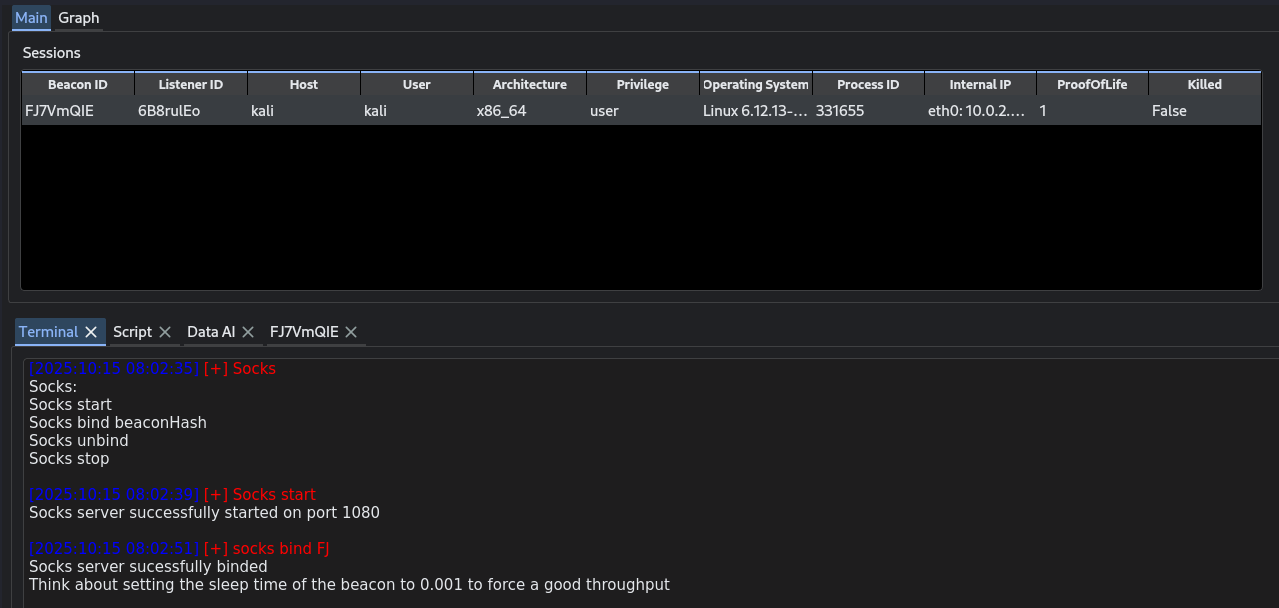 Main Graph
Sessions
Beacon ID Listener ID Host User Architecture Privilege Operating System Process ID Internal IP ProofOfLife Killed
FJ7VmQIE 6B8rulEo kali kali x86_64 user Linux 6.12.13-... 331655 eth0: 10.0.2.... 1 False
Terminal Script Data AI FJ7VmQIE
[2025:10:15 08:02:35] [+] Socks
Socks:
Socks start
Socks bind beaconHash
Socks unbind
Socks stop
[2025:10:15 08:02:39] [+] Socks start
Socks server successfully started on port 1080
[2025:10:15 08:02:51] [+] socks bind FJ
Socks server sucessfully binded
Think about setting the sleep time of the beacon to 0.001 to force a good throughput